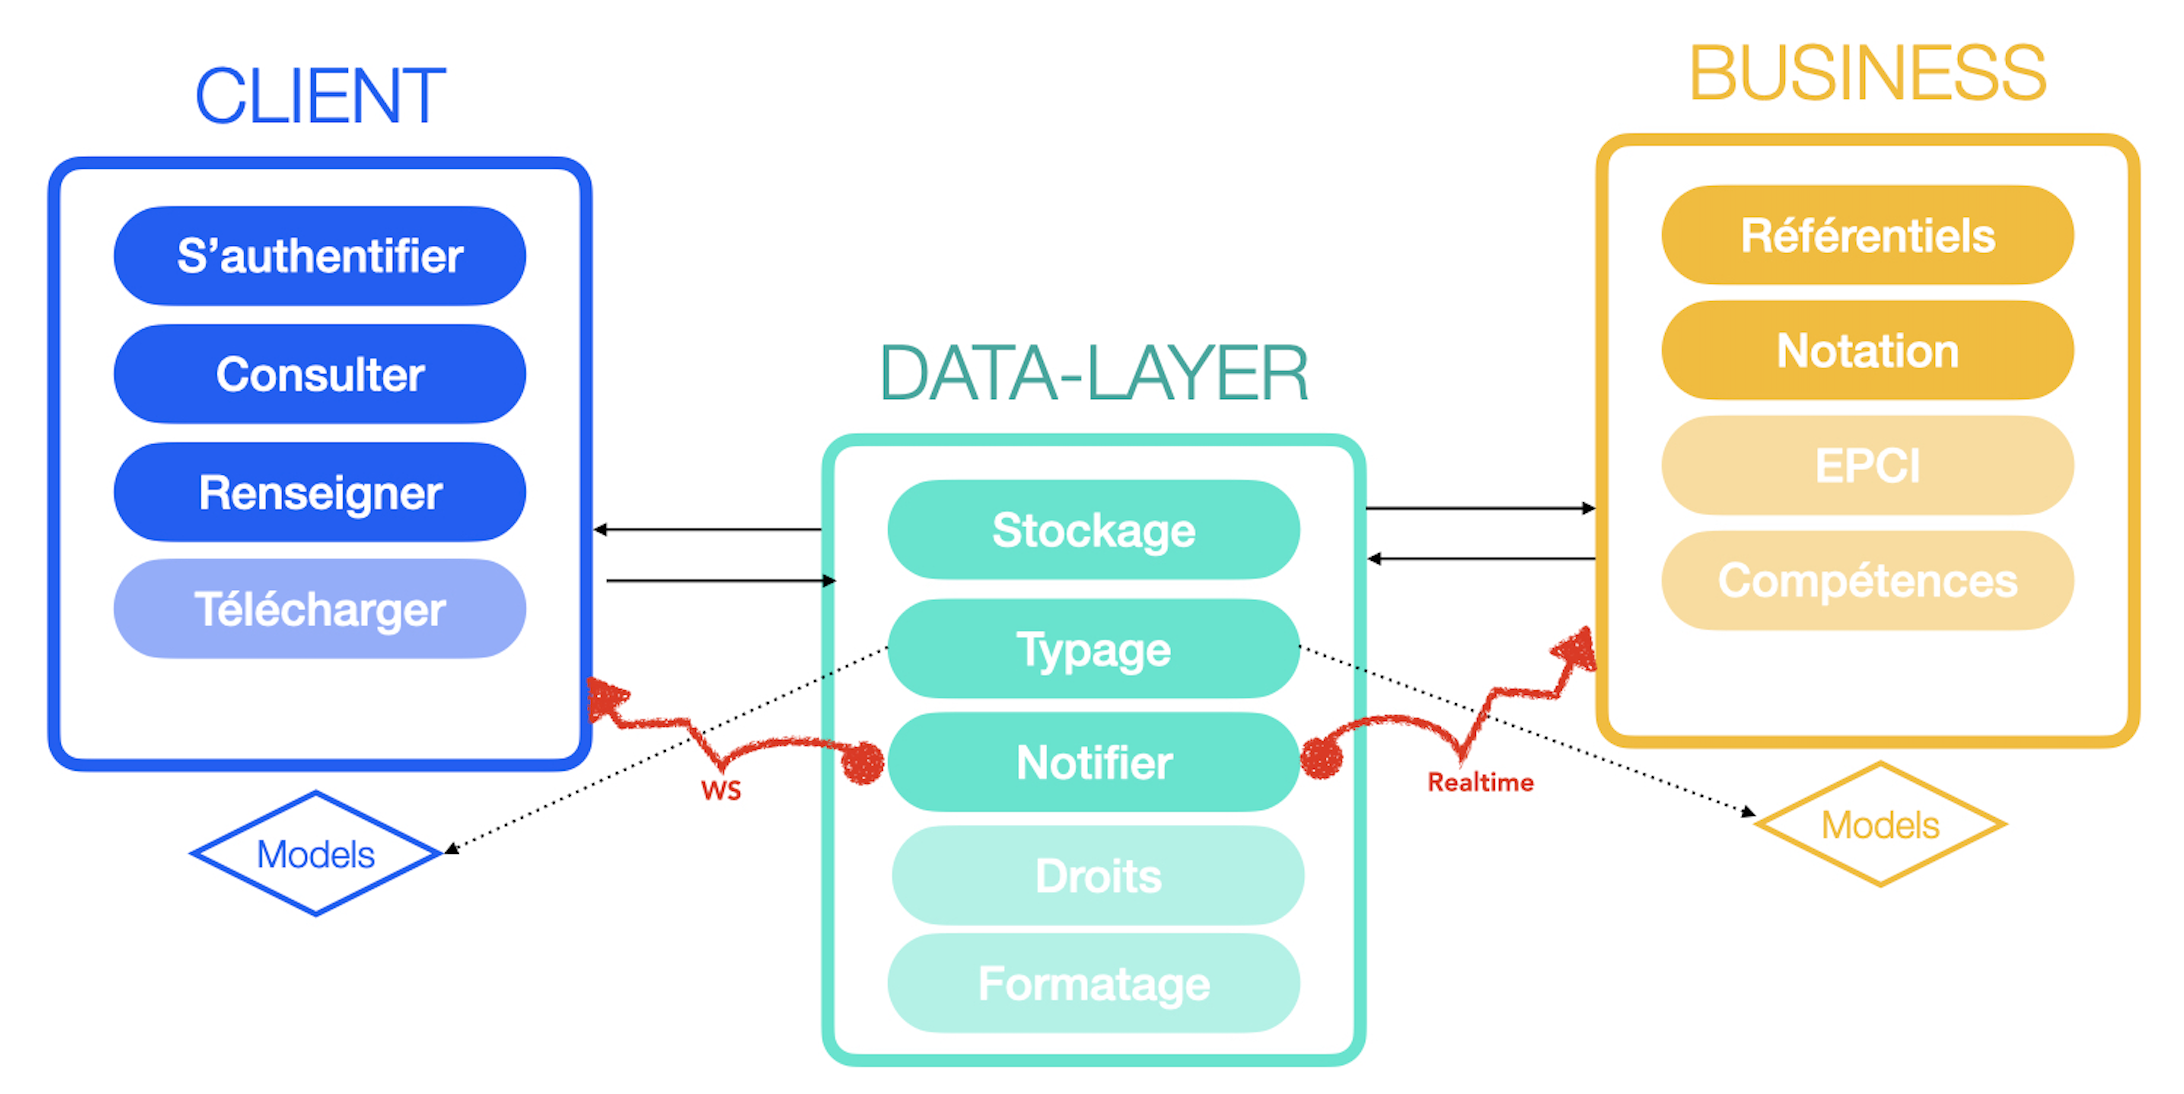 CLIENT
S'authentifier
Consulter
Renseigner
Télécharger
Models
DATA-LAYER
Stockage
Typage
Notifier
Droits
Formatage
WS
Realtime
BUSINESS
Référentiels
Notation
EPCI
Compétences
Models